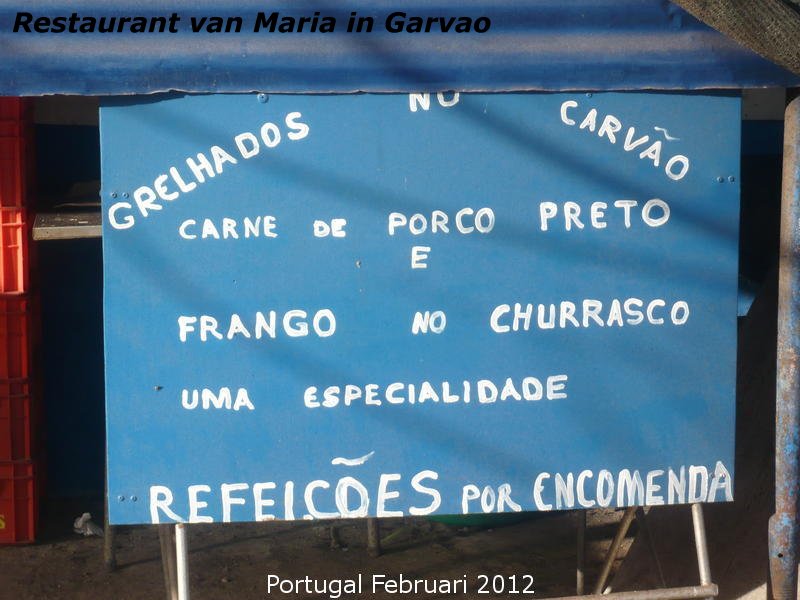 Restaurant van Maria in Garvao
GRELHADOS NO CARVÃO
CARNE DE PORCO PRETO
E
FRANGO NO CHURRASCO
UMA ESPECIALIDADE
REFEICÕES POR ENCOMENDA
Portugal Februari 2012